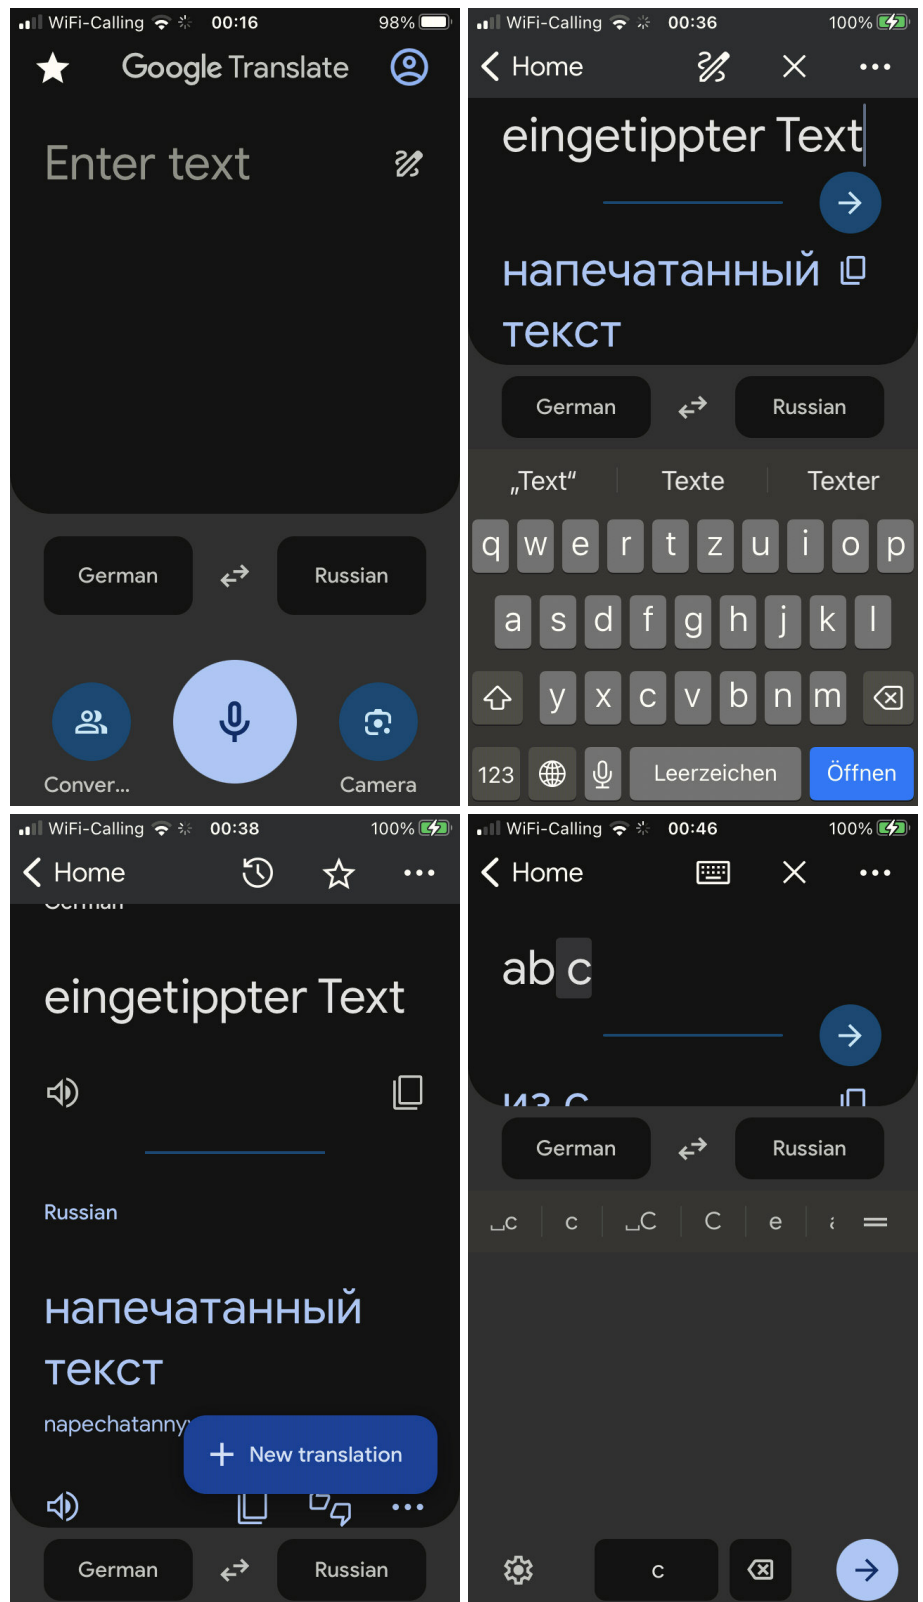 WiFi-Calling 00:16 98%
Google Translate
Enter text
German Russian
Conver... Camera
WiFi-Calling 00:36 100%
Home
eingetippter Text
напечатанный
текст
German Russian
„Text“ Texte Texter
q w e r t z u i o p
a s d f g h j k l
y x c v b n m
123 Leerzeichen Öffnen
WiFi-Calling 00:38 100%
Home
German
eingetippter Text
Russian
напечатанный
текст
New translation
German Russian
WiFi-Calling 00:46 100%
Home
ab c
из с
German Russian
␣c c ␣C C e
c